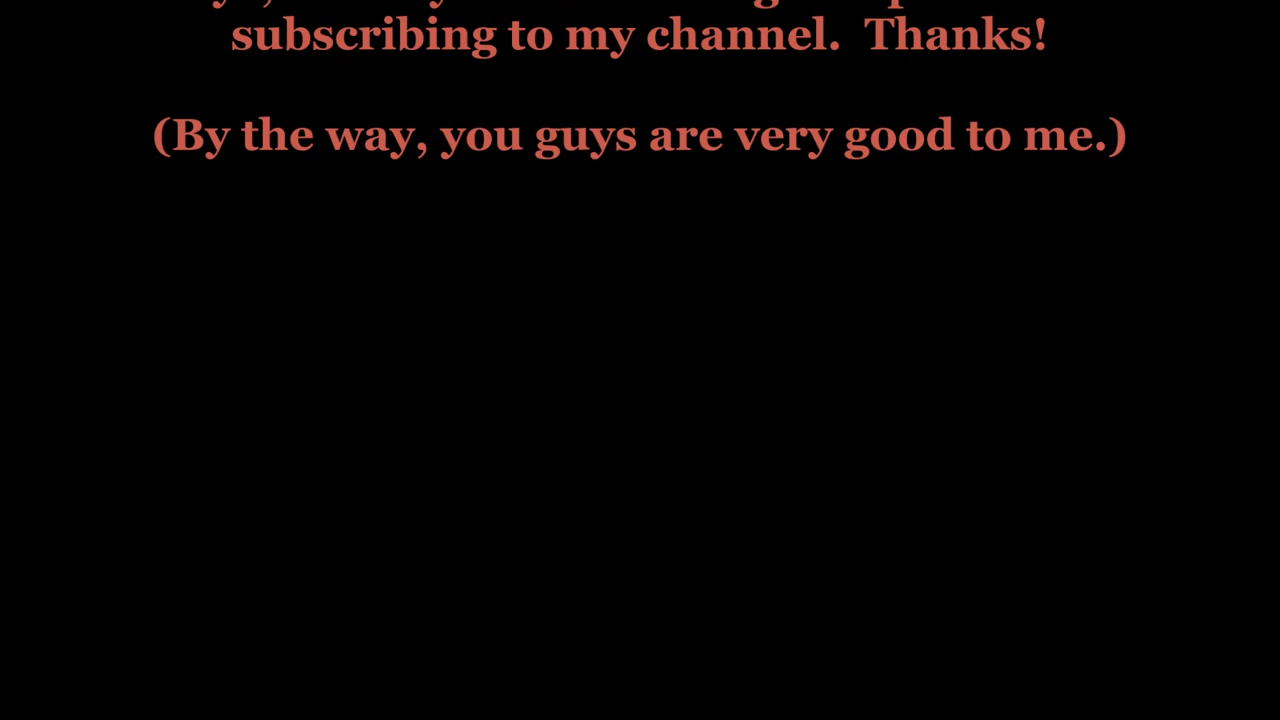 subscribing to my channel.  Thanks!
(By the way, you guys are very good to me.)